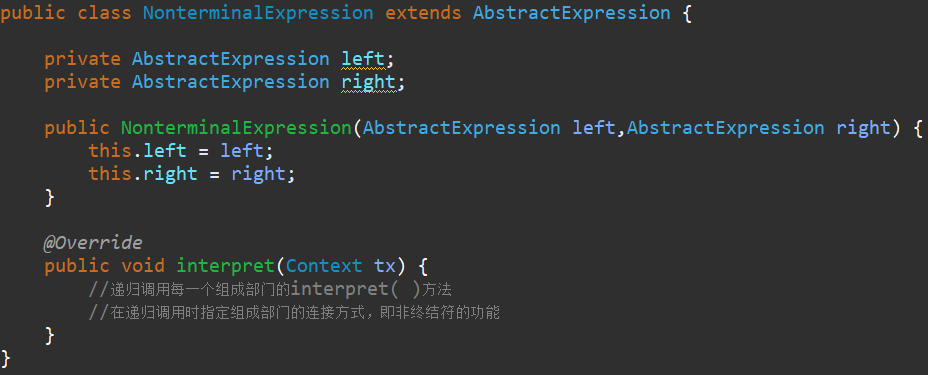 public class NonterminalExpression extends AbstractExpression {
private AbstractExpression left;
private AbstractExpression right;
public NonterminalExpression(AbstractExpression left,AbstractExpression right) {
this.left = left;
this.right = right;
}
@Override
public void interpret(Context tx) {
//递归调用每一个组成部门的interpret( )方法
//在递归调用时指定组成部门的连接方式，即非终结符的功能
}
}